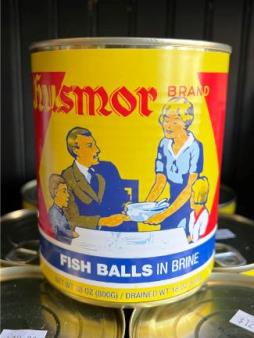 Husmor BRAND
FISH BALLS IN BRINE
NET WT 28 OZ (800G) / DRAINED WT